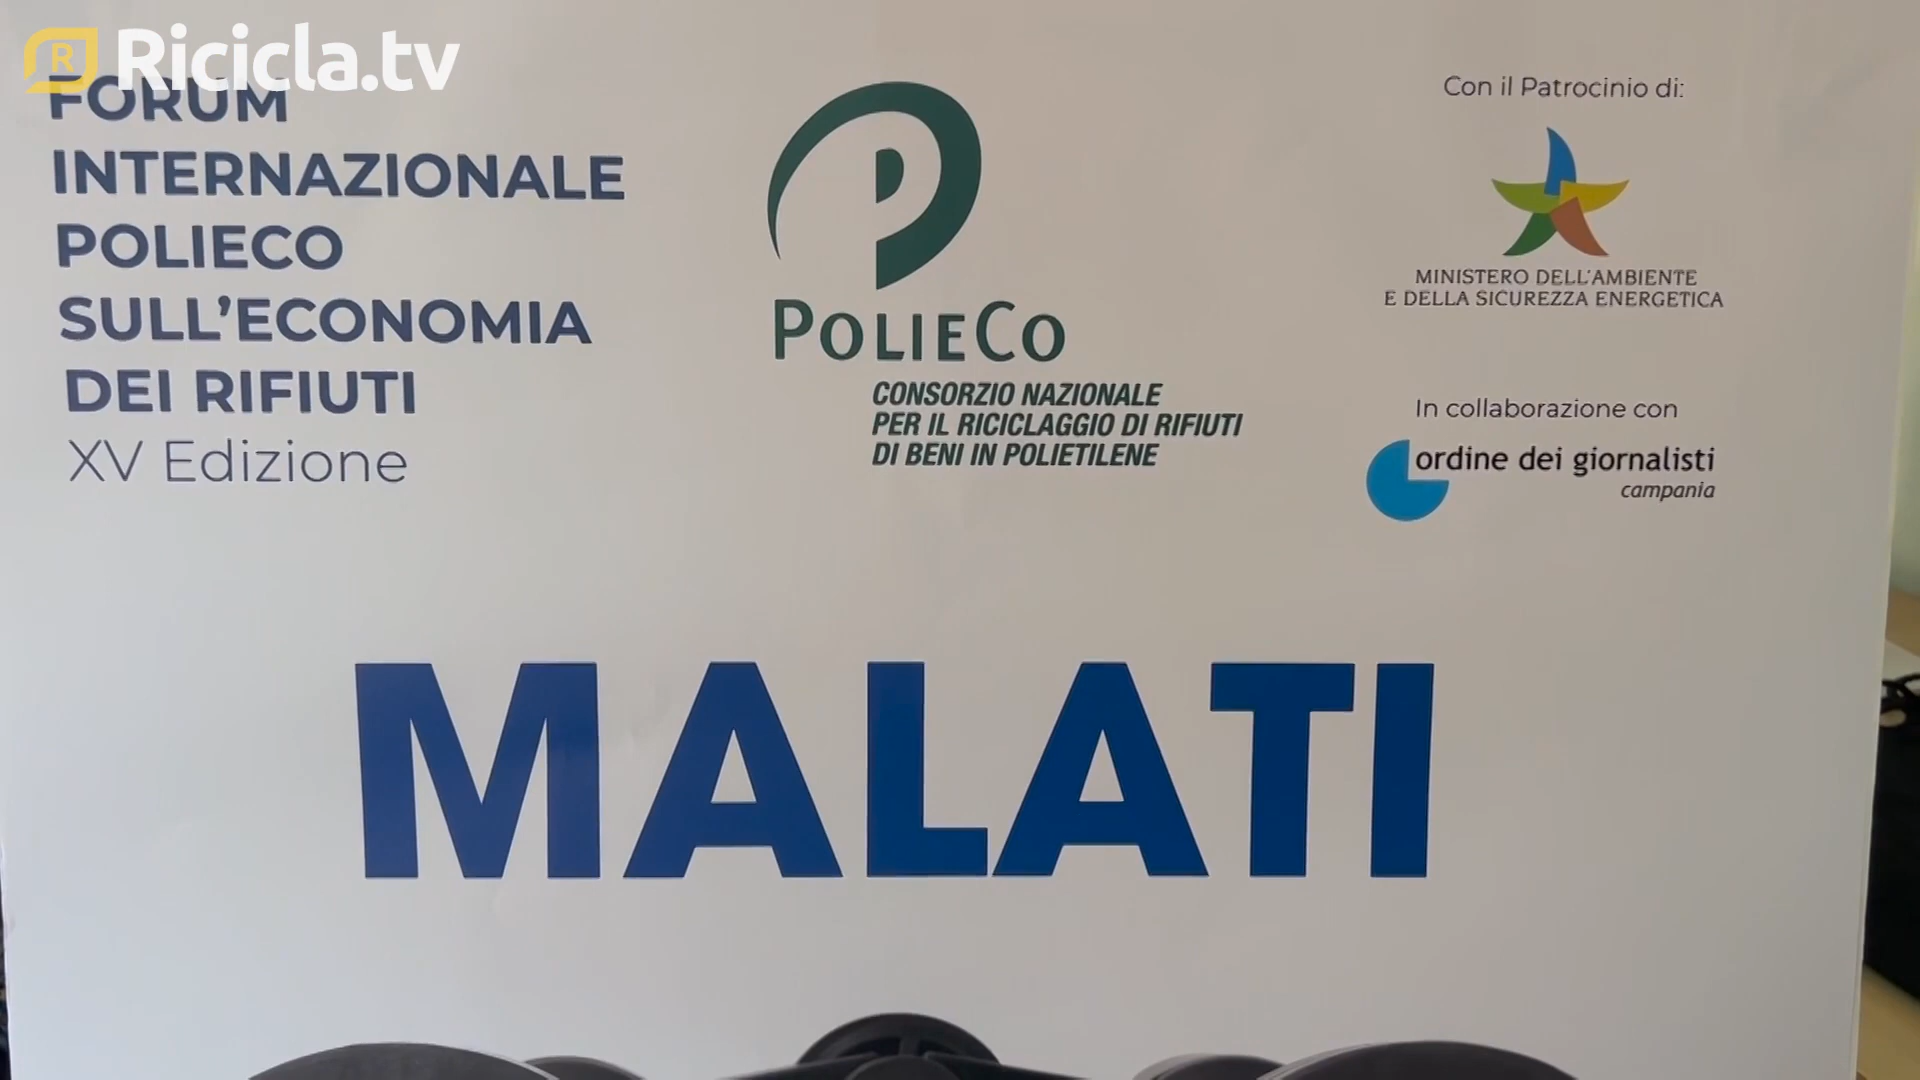 Ricicla.tv
FORUM
INTERNAZIONALE
POLIECO
SULL'ECONOMIA
DEI RIFIUTI
XV Edizione
POLIECO
CONSORZIO NAZIONALE
PER IL RICICLAGGIO DI RIFIUTI
DI BENI IN POLIETILENE
Con il Patrocinio di:
MINISTERO DELL'AMBIENTE
E DELLA SICUREZZA ENERGETICA
In collaborazione con
ordine dei giornalisti
campania
MALATI